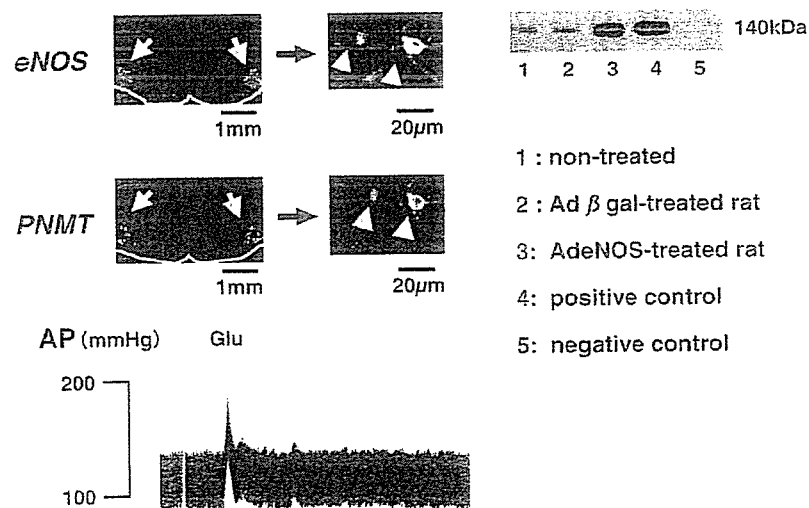 eNOS
1mm
20μm
PNMT
1mm
20μm
140kDa
1 2 3 4 5
1 : non-treated
2 : Ad β gal-treated rat
3: AdeNOS-treated rat
4: positive control
5: negative control
AP (mmHg) Glu
200
100